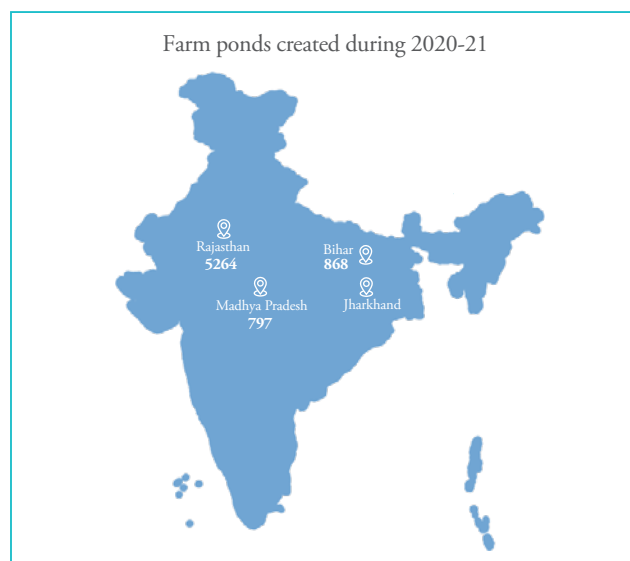 Farm ponds created during 2020-21
Rajasthan
5264
Bihar
868
Madhya Pradesh
797
Jharkhand